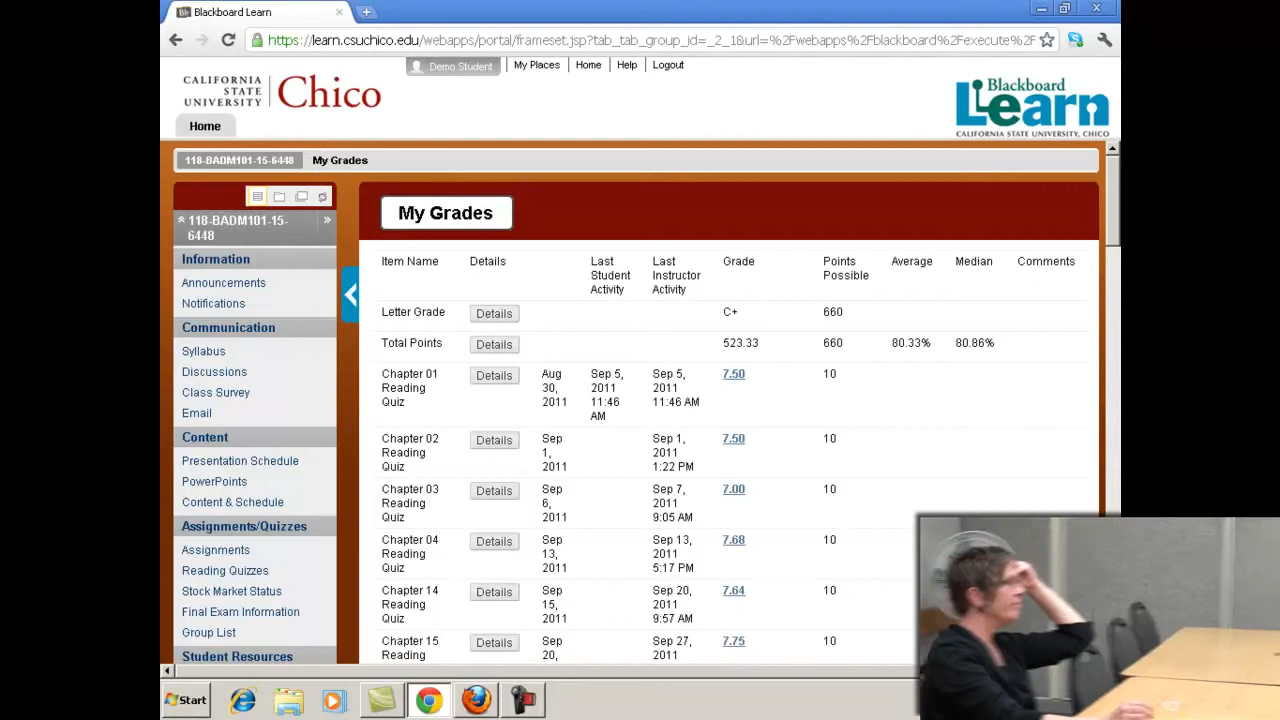 Blackboard Learn
https://learn.csuchico.edu/webapps/portal/frameset.jsp?tab_tab_group_id=_2_1&url=%2Fwebapps%2Fblackboard%2Fexecute%2F
CALIFORNIA
STATE
UNIVERSITY
Chico
Demo Student
My Places
Home
Help
Logout
Blackboard
Learn
CALIFORNIA STATE UNIVERSITY, CHICO
Home
118-BADM101-15-6448
My Grades
118-BADM101-15-
6448
Information
Announcements
Notifications
Communication
Syllabus
Discussions
Class Survey
Email
Content
Presentation Schedule
PowerPoints
Content & Schedule
Assignments/Quizzes
Assignments
Reading Quizzes
Stock Market Status
Final Exam Information
Group List
Student Resources
My Grades
Item Name Details Last Student Activity Last Instructor Activity Grade Points Possible Average Median Comments
Letter Grade Details C+ 660
Total Points Details 523.33 660 80.33% 80.86%
Chapter 01 Reading Quiz Details Aug 30, 2011 Sep 5, 2011 11:46 AM Sep 5, 2011 11:46 AM 7.50 10
Chapter 02 Reading Quiz Details Sep 1, 2011 Sep 1, 2011 1:22 PM 7.50 10
Chapter 03 Reading Quiz Details Sep 6, 2011 Sep 7, 2011 9:05 AM 7.00 10
Chapter 04 Reading Quiz Details Sep 13, 2011 Sep 13, 2011 5:17 PM 7.68 10
Chapter 14 Reading Quiz Details Sep 15, 2011 Sep 20, 2011 9:57 AM 7.64 10
Chapter 15 Reading Details Sep 20, Sep 27, 2011 7.75 10
Start